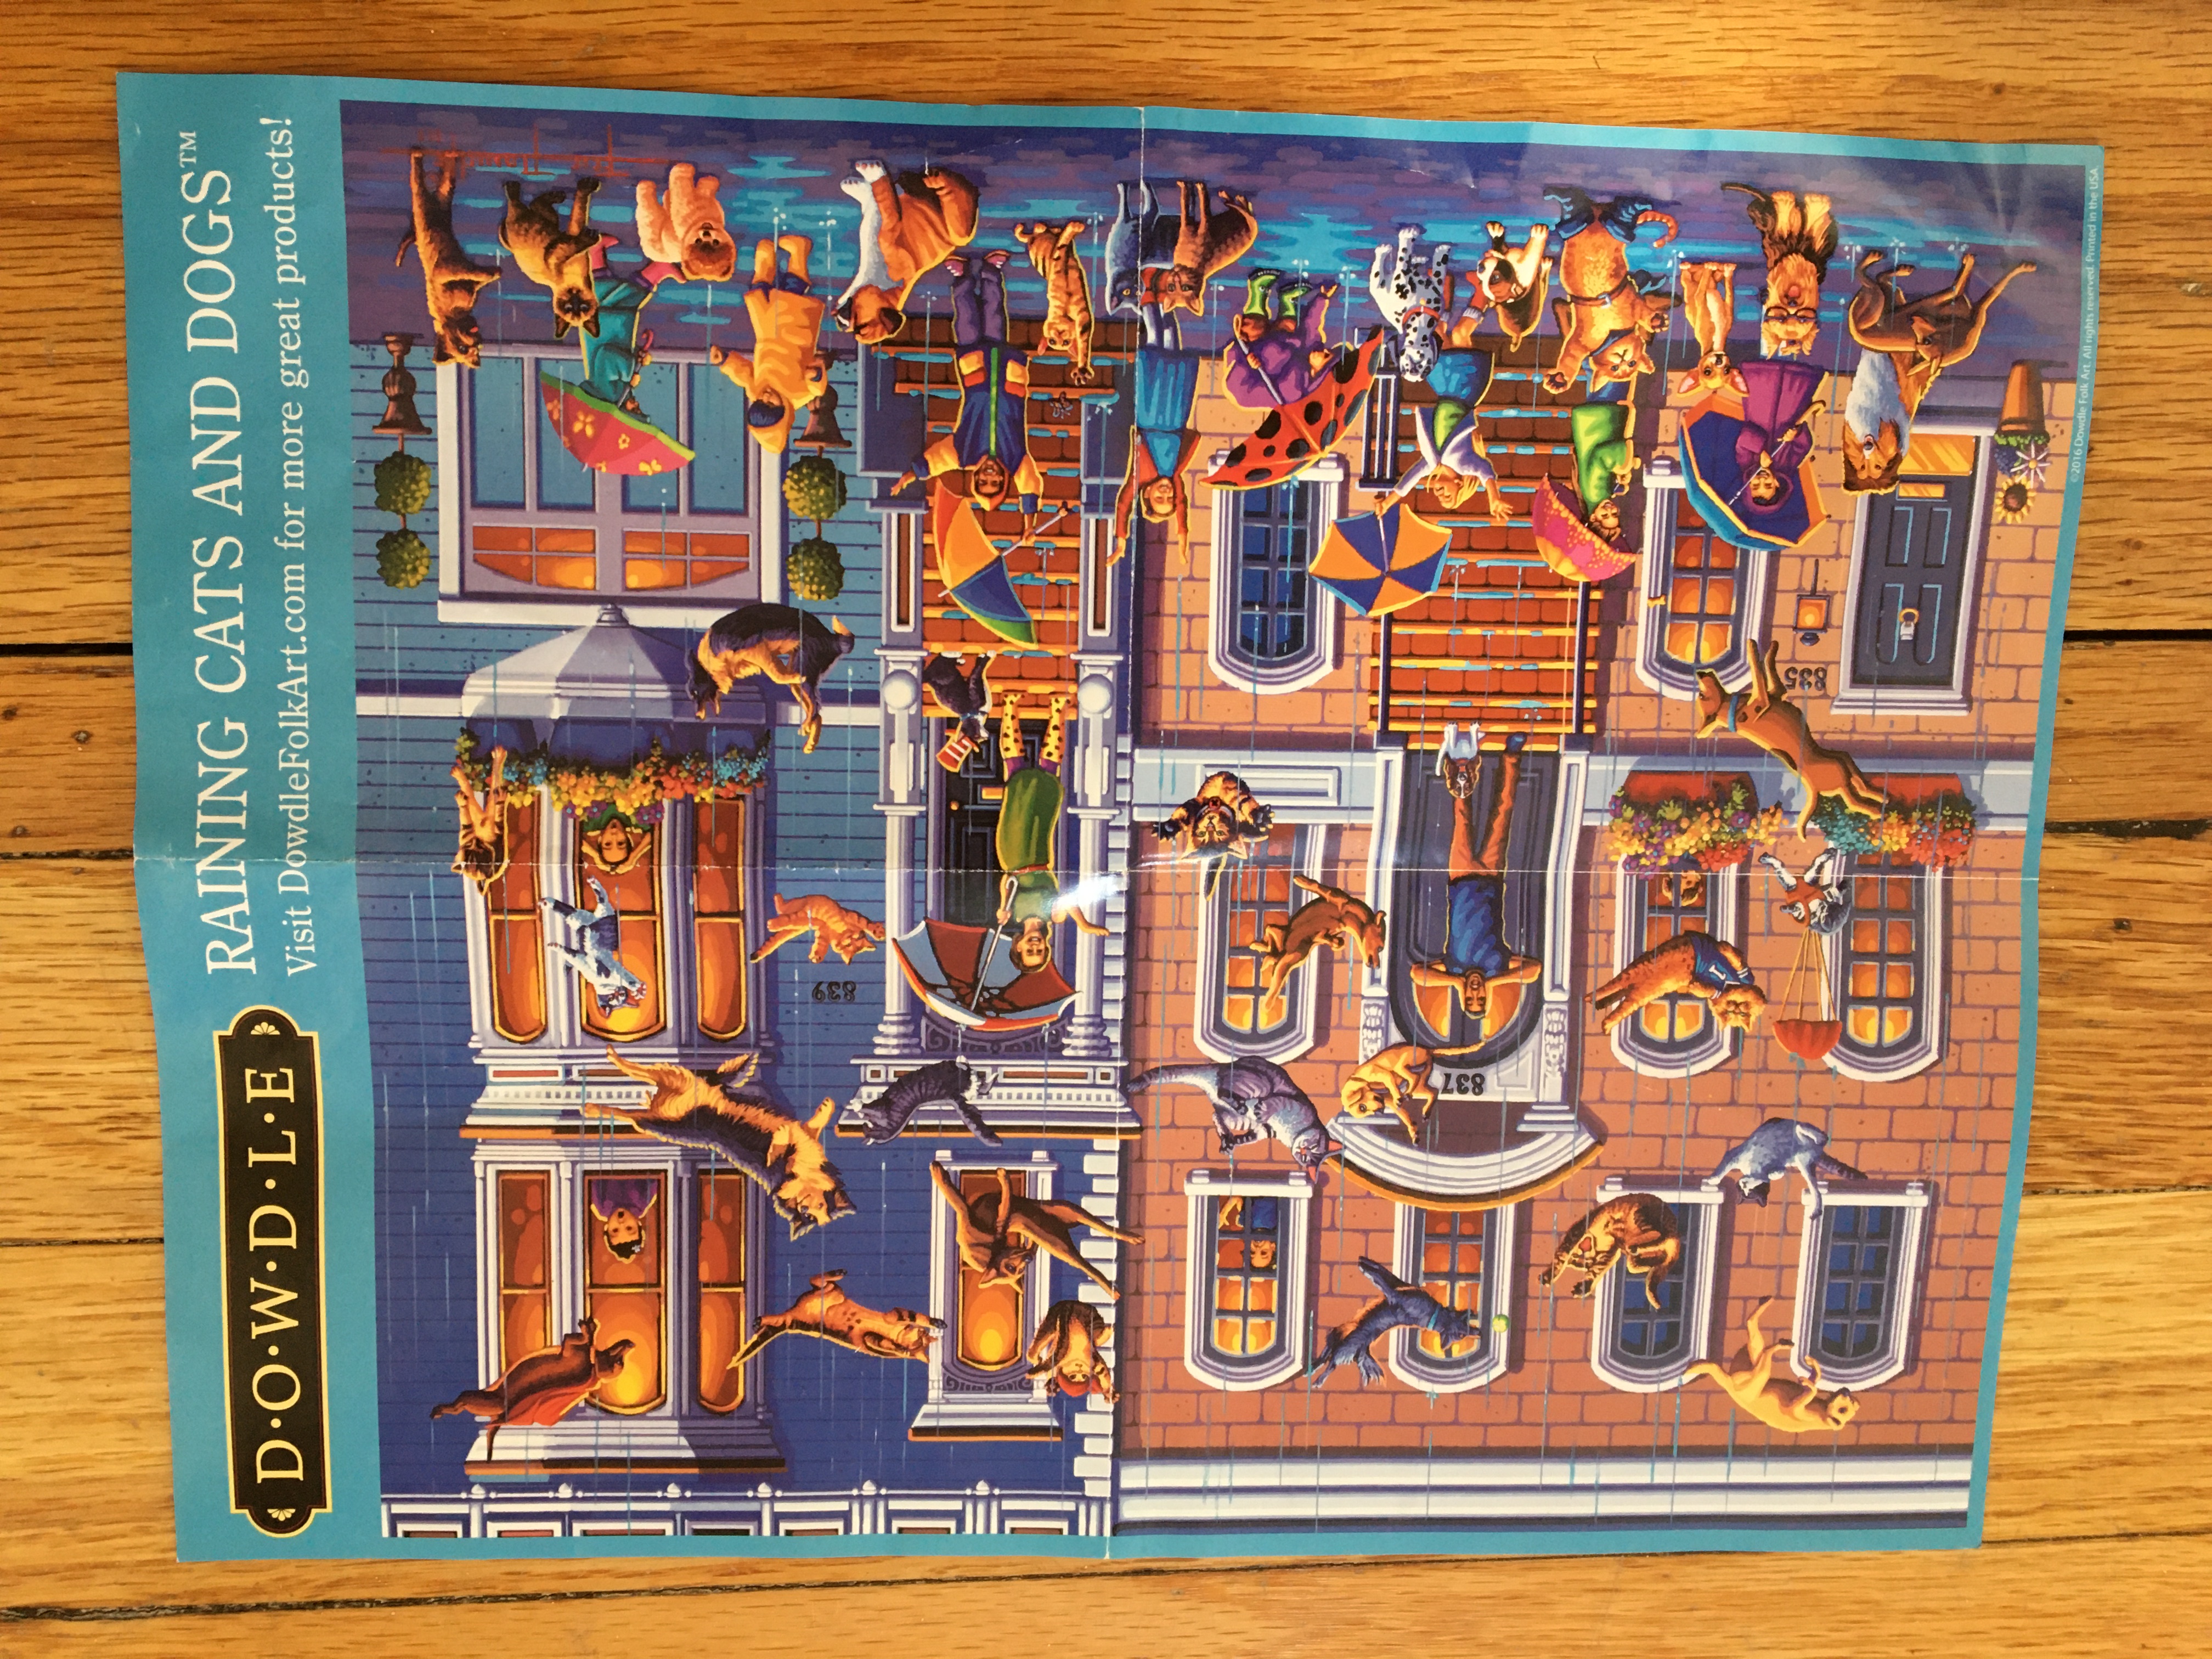 D·O·W·D·L·E
RAINING CATS AND DOGS™
Visit DowdleFolkArt.com for more great products!
837
839
835
1
©2016 Dowdle Folk Art. All rights reserved. Printed in the USA